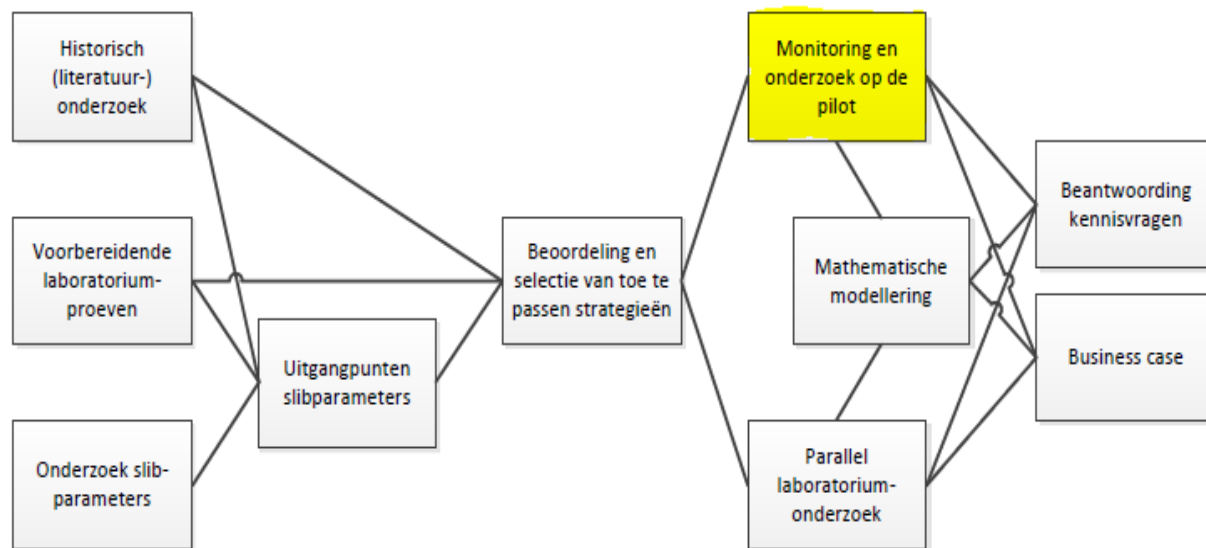 Historisch
(literatuur-)
onderzoek
Voorbereidende
laboratorium-
proeven
Onderzoek slib-
parameters
Uitgangpunten
slibparameters
Beoordeling en
selectie van toe te
passen strategieën
Monitoring en
onderzoek op de
pilot
Mathematische
modellering
Parallel
laboratorium-
onderzoek
Beantwoording
kennisvragen
Business case